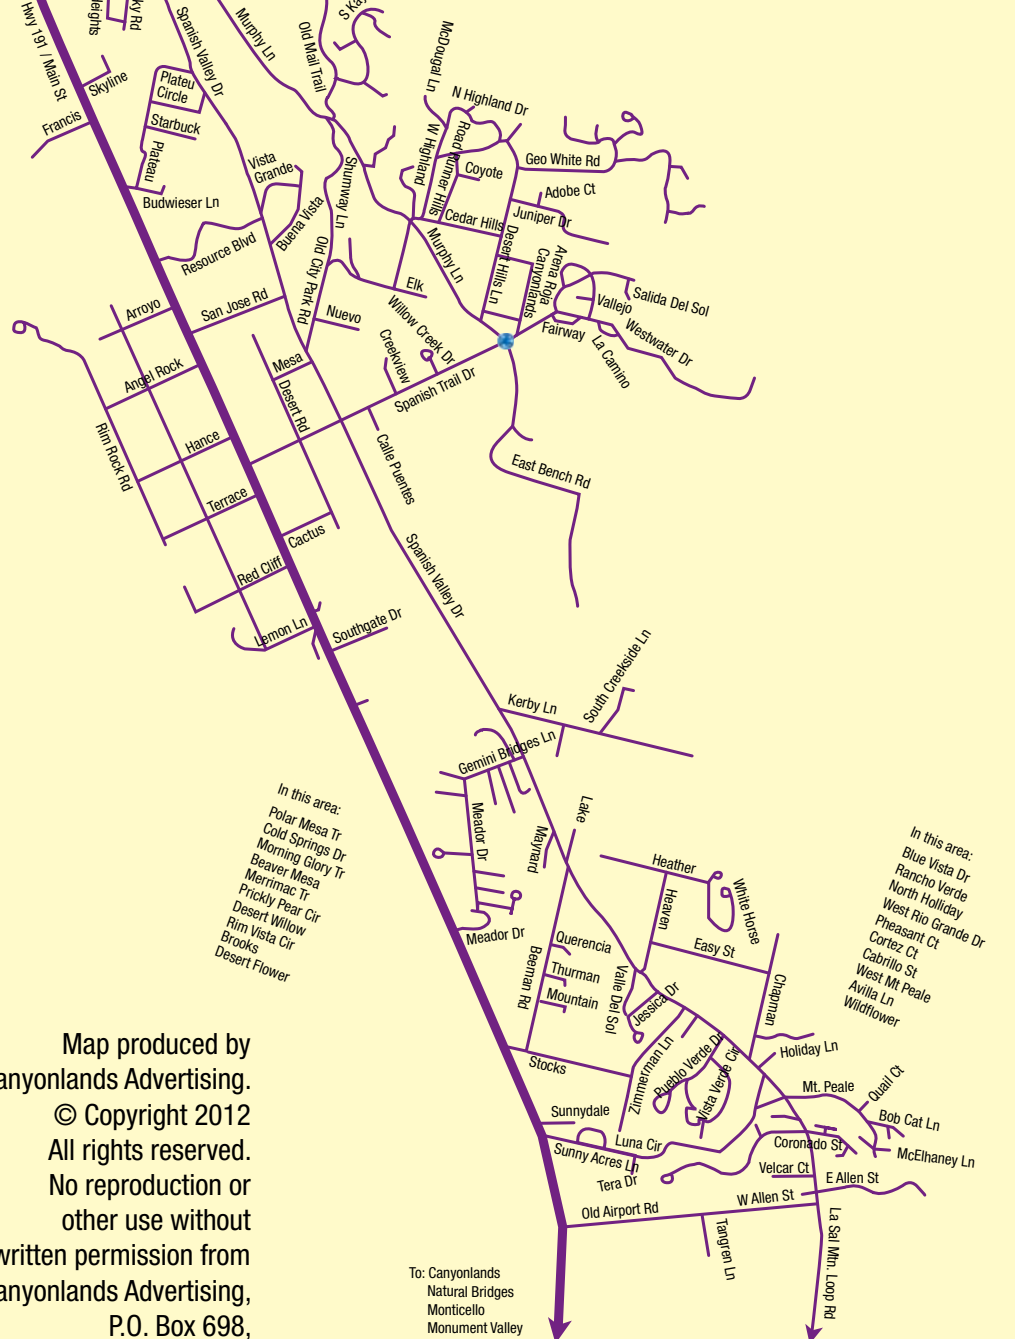 Hwy 191 / Main St
Heights
ky Rd
Spanish Valley Dr
Murphy Ln
Old Mail Trail
McDougal Ln
Skyline
Plateu
Circle
Francis
Starbuck
Plateau
Budwieser Ln
Vista
Grande
Buena Vista
Resource Blvd
Shumway Ln
Old City Park Rd
N Highland Dr
W Highland
Road Runner Hills
Coyote
Geo White Rd
Adobe Ct
Juniper Dr
Cedar Hills
Murphy Ln
Desert Hills Ln
Canyonlands
Arena Roja
Vallejo
Salida Del Sol
Fairway
La Camino
Westwater Dr
Elk
Willow Creek Dr
Nuevo
Creekview
Spanish Trail Dr
Arroyo
San Jose Rd
Angel Rock
Mesa
Desert Rd
Rim Rock Rd
Hance
Terrace
Calle Puentes
East Bench Rd
Cactus
Red Cliff
Lemon Ln
Southgate Dr
Spanish Valley Dr
Kerby Ln
South Creekside Ln
Gemini Bridges Ln
Meador Dr
Maynard
Lake
Heather
Heaven
White Horse
Meador Dr
Beeman Rd
Querencia
Thurman
Mountain
Valle Del Sol
Jessica Dr
Easy St
Chapman
Stocks
Zimmerman Ln
Pueblo Verde Dr
Vista Verde Cir
Holiday Ln
Mt. Peale
Quail Ct
Bob Cat Ln
McElhaney Ln
Coronado St
Sunnydale
Luna Cir
Sunny Acres Ln
Tera Dr
Velcar Ct
E Allen St
W Allen St
Old Airport Rd
Tangren Ln
La Sal Mtn. Loop Rd
In this area:
Polar Mesa Tr
Cold Springs Dr
Morning Glory Tr
Beaver Mesa
Merrimac Tr
Prickly Pear Cir
Desert Willow
Rim Vista Cir
Brooks
Desert Flower
In this area:
Blue Vista Dr
Rancho Verde
North Holliday
West Rio Grande Dr
Pheasant Ct
Cortez Ct
Cabrillo St
West Mt Peale
Avilla Ln
Wildflower
Map produced by
anyonlands Advertising.
© Copyright 2012
All rights reserved.
No reproduction or
other use without
written permission from
anyonlands Advertising,
P.O. Box 698,
To: Canyonlands
Natural Bridges
Monticello
Monument Valley